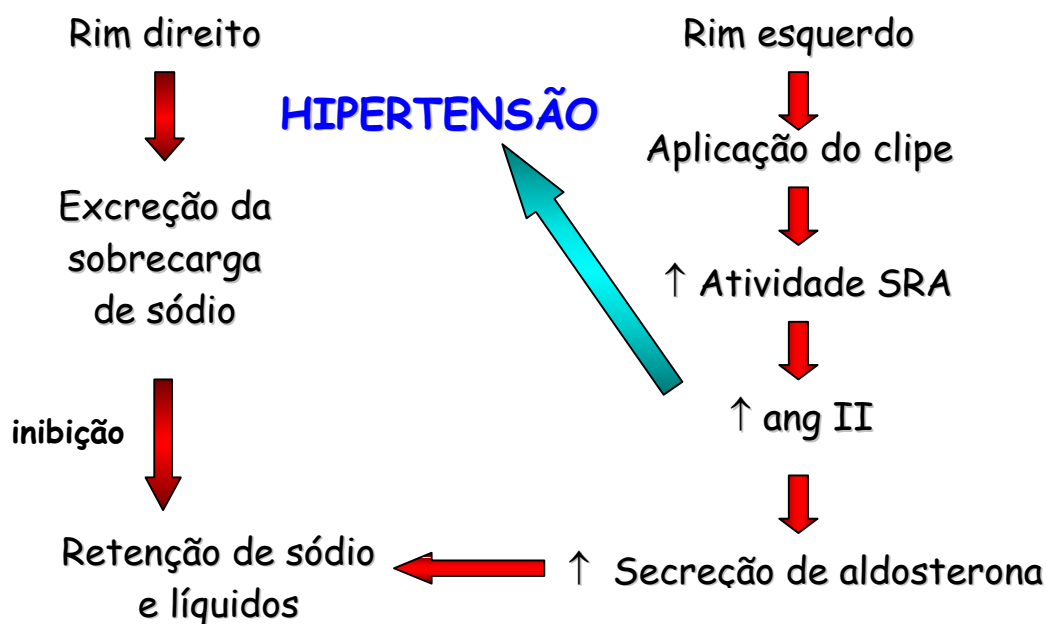 Rim direito
Rim esquerdo
HIPERTENSÃO
Aplicação do clipe
Excreção da
sobrecarga
de sódio
↑ Atividade SRA
inibição
↑ ang II
Retenção de sódio
e líquidos
↑ Secreção de aldosterona